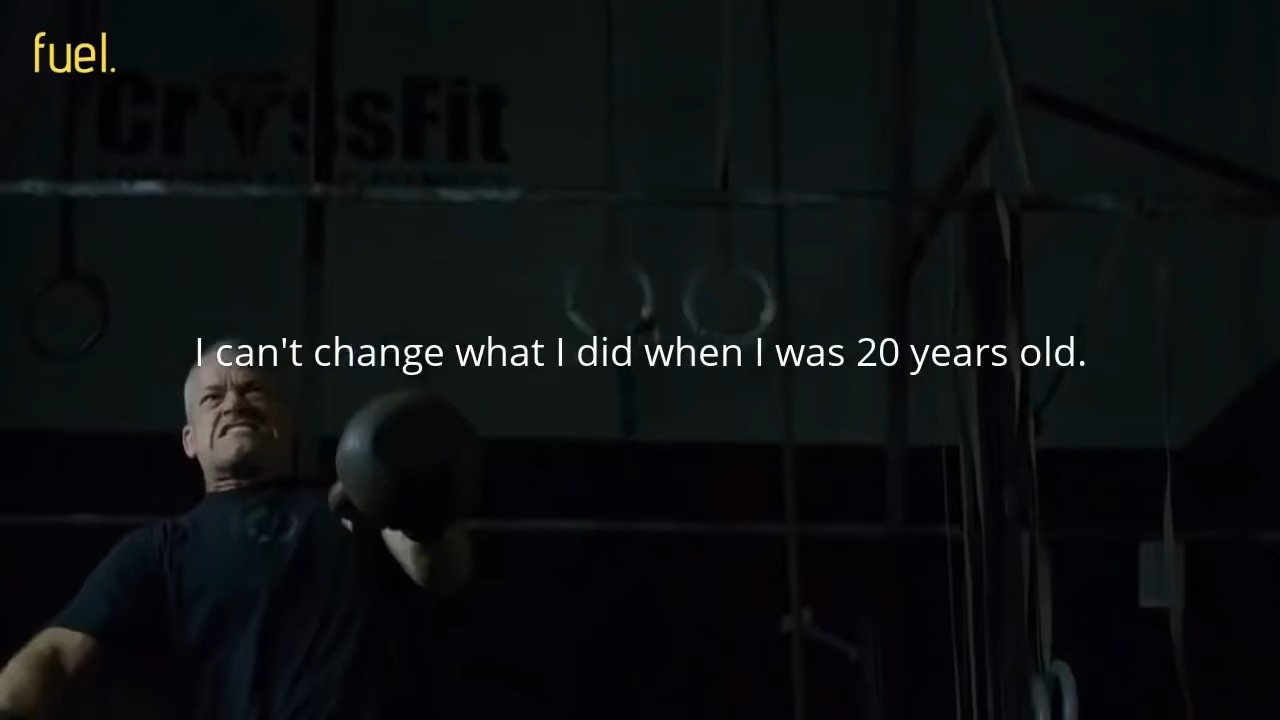 fuel.
CrossFit
I can't change what I did when I was 20 years old.